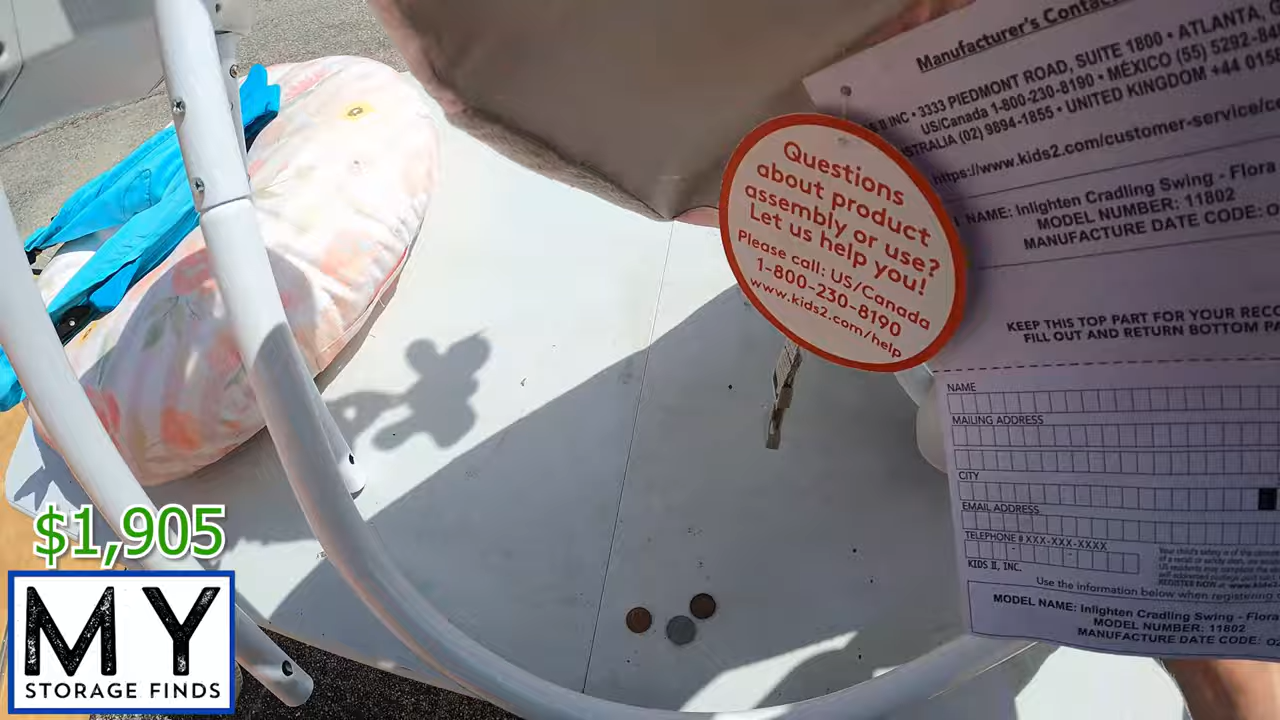 Manufacturer's Contact
II INC • 3333 PIEDMONT ROAD, SUITE 1800 • ATLANTA, G
US/Canada 1-800-230-8190 • MÉXICO (55) 5292-84
STRALIA (02) 9894-1855 • UNITED KINGDOM +44 0156
https://www.kids2.com/customer-service/c
NAME: Inlighten Cradling Swing - Flora
MODEL NUMBER: 11802
MANUFACTURE DATE CODE: O
KEEP THIS TOP PART FOR YOUR RECO
FILL OUT AND RETURN BOTTOM PA
Questions
about product
assembly or use?
Let us help you!
Please call: US/Canada
1-800-230-8190
www.kids2.com/help
NAME
MAILING ADDRESS
CITY
EMAIL ADDRESS
TELEPHONE # XXX-XXX-XXXX
KIDS II, INC.
Use the information below when registering
MODEL NAME: Inlighten Cradling Swing - Flora
MODEL NUMBER: 11802
MANUFACTURE DATE CODE: O
$1,905
MY
STORAGE FINDS